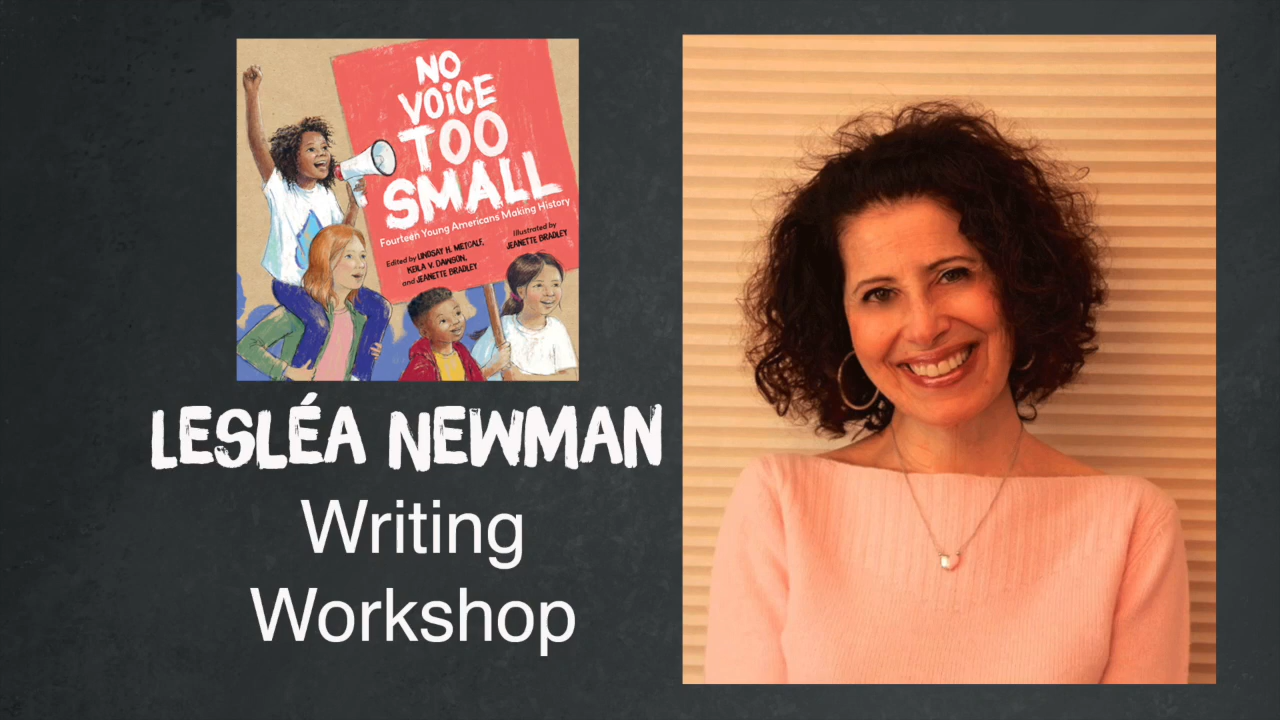 NO
VOiCE
TOO
SMALL
Fourteen Young Americans Making History
Edited by LINDSAY H. METCALF,
KEILA V. DAWSON,
and JEANETTE BRADLEY
Illustrated by
JEANETTE BRADLEY
LESLÉA NEWMAN
Writing
Workshop